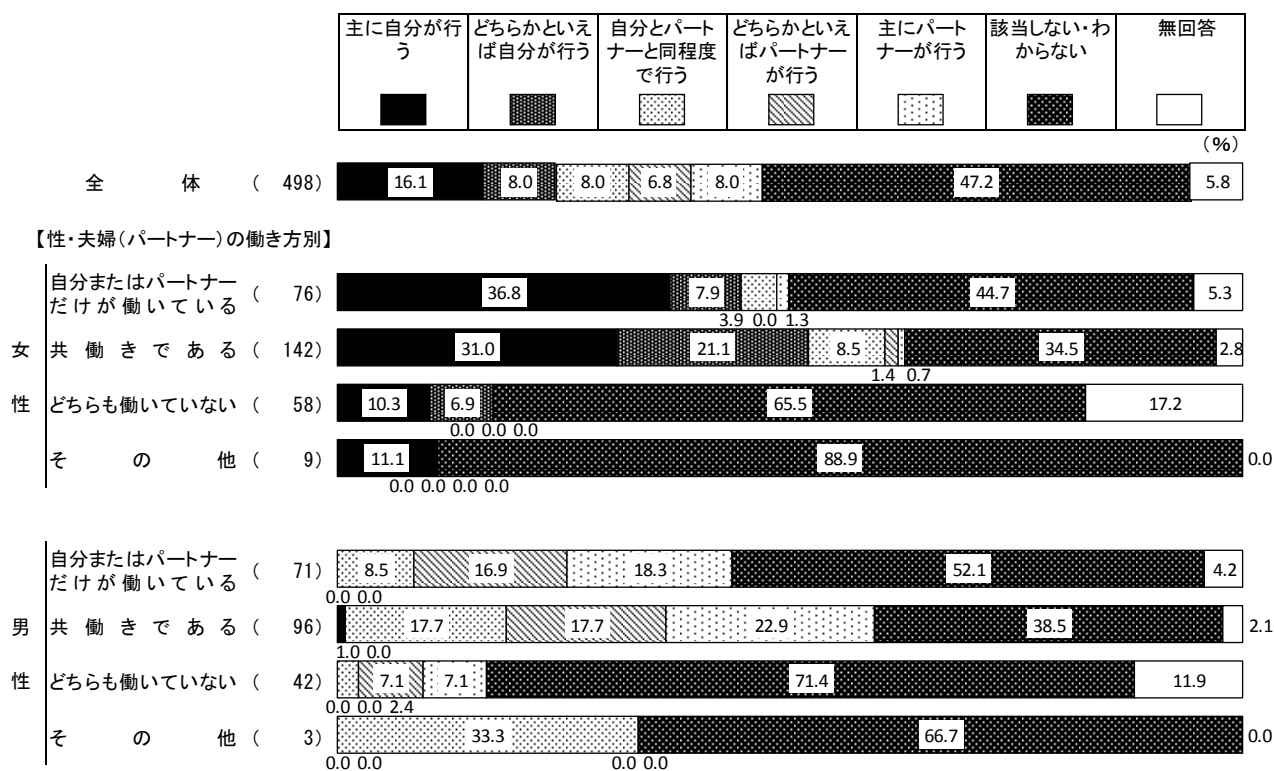 主に自分が行う
どちらかといえば自分が行う
自分とパートナーと同程度で行う
どちらかといえばパートナーが行う
主にパートナーが行う
該当しない・わからない
無回答
(%)
全 体 ( 498)
16.1 8.0 8.0 6.8 8.0 47.2 5.8
【性・夫婦(パートナー)の働き方別】
女性
自分またはパートナー
だけが働いている ( 76)
36.8 7.9 44.7 5.3
3.9 0.0 1.3
共働きである ( 142)
31.0 21.1 8.5 34.5 2.8
1.4 0.7
どちらも働いていない ( 58)
10.3 6.9 65.5 17.2
0.0 0.0 0.0
その他 ( 9)
11.1 88.9 0.0
0.0 0.0 0.0 0.0
男性
自分またはパートナー
だけが働いている ( 71)
8.5 16.9 18.3 52.1 4.2
0.0 0.0
共働きである ( 96)
17.7 17.7 22.9 38.5 2.1
1.0 0.0
どちらも働いていない ( 42)
7.1 7.1 71.4 11.9
0.0 0.0 2.4
その他 ( 3)
33.3 66.7 0.0
0.0 0.0 0.0 0.0